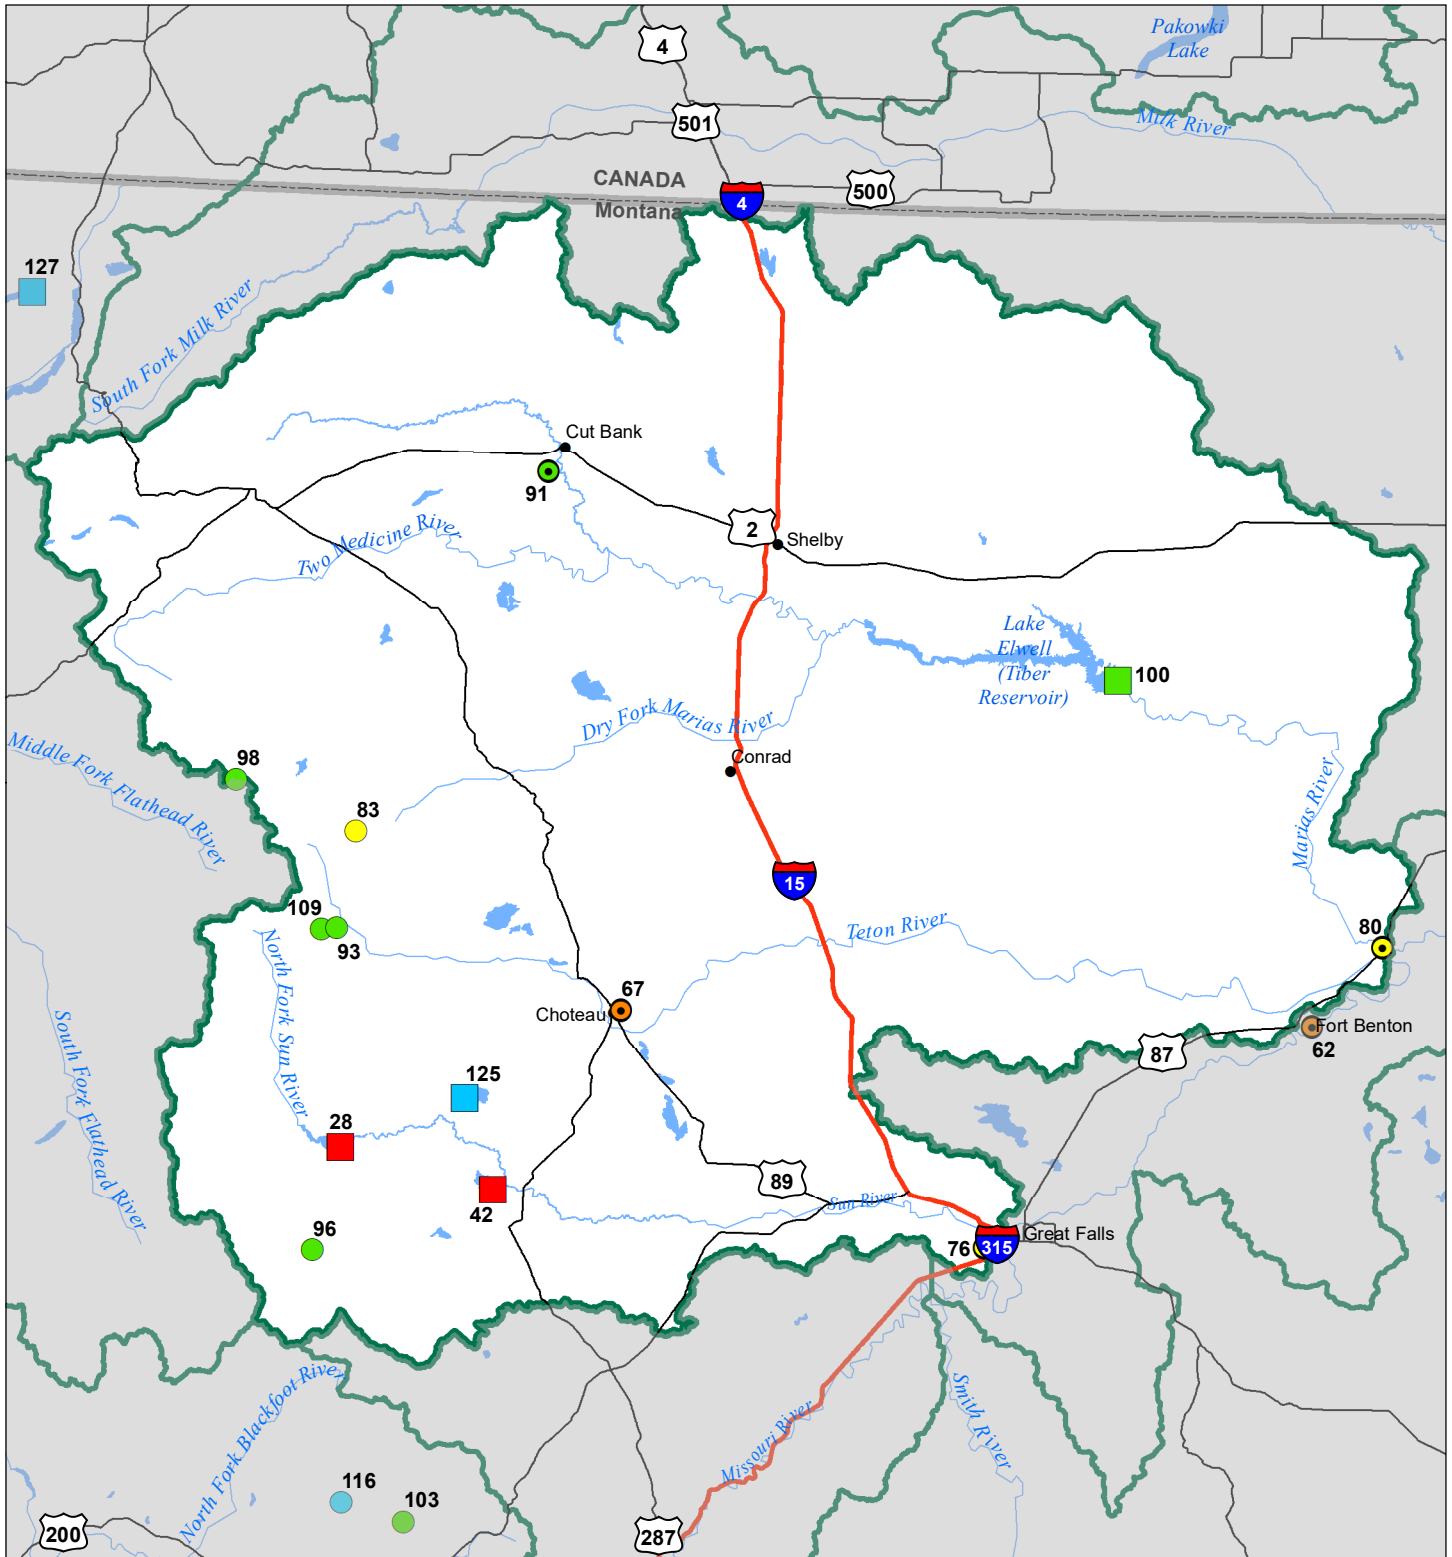 Pakowki
Lake
4
501
Milk River
CANADA
Montana
500
4
127
South Fork Milk River
Cut Bank
91
2
Shelby
Two Medicine River
Lake
Elwell
(Tiber
Reservoir)
100
Dry Fork Marias River
Middle Fork Flathead River
98
Conrad
83
Marias River
15
109
93
North Fork Sun River
Teton River
80
67
Choteau
Fort Benton
62
87
South Fork Flathead River
125
28
42
89
Sun River
96
76
315
Great Falls
North Fork Blackfoot River
Missouri River
Smith River
116
103
200
287